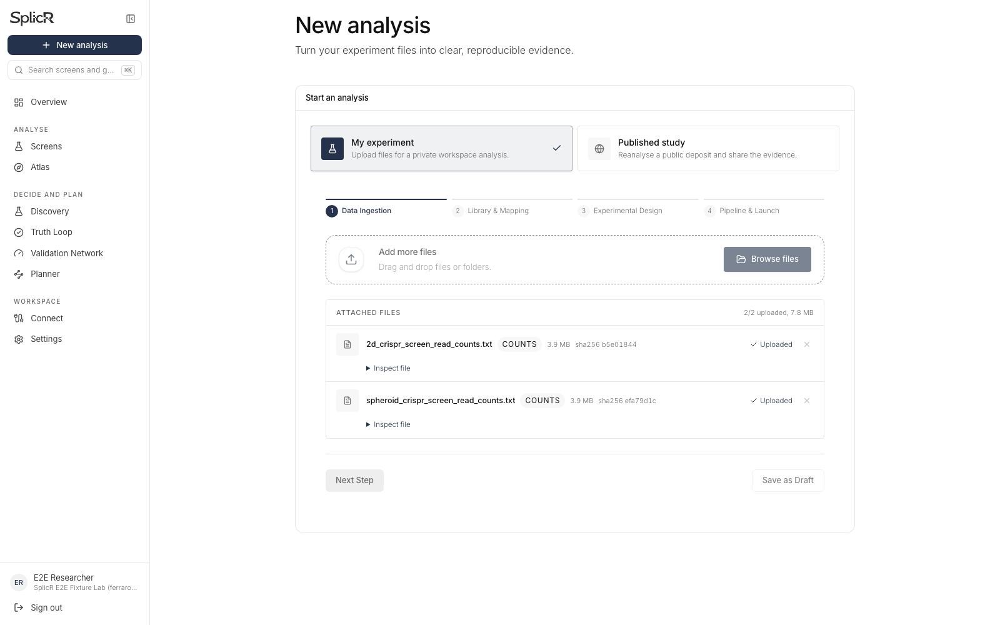 SplicR
New analysis
Search screens and g... ⌘K
Overview
ANALYSE
Screens
Atlas
DECIDE AND PLAN
Discovery
Truth Loop
Validation Network
Planner
WORKSPACE
Connect
Settings
ER
E2E Researcher
SplicR E2E Fixture Lab (ferraro...
Sign out
New analysis
Turn your experiment files into clear, reproducible evidence.
Start an analysis
My experiment
Upload files for a private workspace analysis.
Published study
Reanalyse a public deposit and share the evidence.
1 Data Ingestion
2 Library & Mapping
3 Experimental Design
4 Pipeline & Launch
Add more files
Drag and drop files or folders.
Browse files
ATTACHED FILES
2/2 uploaded, 7.8 MB
2d_crispr_screen_read_counts.txt COUNTS 3.9 MB sha256 b5e01844 Uploaded
Inspect file
spheroid_crispr_screen_read_counts.txt COUNTS 3.9 MB sha256 efa79d1c Uploaded
Inspect file
Next Step
Save as Draft